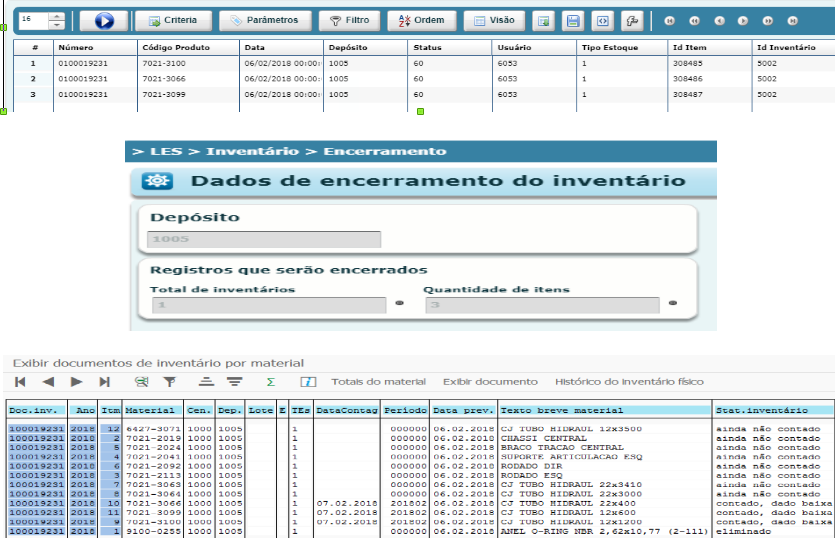 16 Criteria Parámetros Filtro Ordem Visão
# Número Código Produto Data Depósito Status Usuário Tipo Estoque Id Item Id Inventário
1 0100019231 7021-3100 06/02/2018 00:00: 1005 60 6053 1 308485 5002
2 0100019231 7021-3066 06/02/2018 00:00: 1005 60 6053 1 308486 5002
3 0100019231 7021-3099 06/02/2018 00:00: 1005 60 6053 1 308487 5002
> LES > Inventário > Encerramento
Dados de encerramento do inventário
Depósito
1005
Registros que serão encerrados
Total de inventários Quantidade de itens
1 3
Exibir documentos de inventário por material
Totais do material Exibir documento Histórico do inventário físico
Doc.inv. Ano Itm Material Cen. Dep. Lote E TEs DataContag Período Data prev. Texto breve material Stat.inventário
100019231 2018 12 6427-3071 1000 1005 1 000000 06.02.2018 CJ TUBO HIDRAUL 12x3500 ainda não contado
100019231 2018 2 7021-2019 1000 1005 1 000000 06.02.2018 CHASSI CENTRAL ainda não contado
100019231 2018 5 7021-2024 1000 1005 1 000000 06.02.2018 BRACO TRACAO CENTRAL ainda não contado
100019231 2018 4 7021-2041 1000 1005 1 000000 06.02.2018 SUPORTE ARTICULACAO ESQ ainda não contado
100019231 2018 6 7021-2092 1000 1005 1 000000 06.02.2018 RODADO DIR ainda não contado
100019231 2018 3 7021-2113 1000 1005 1 000000 06.02.2018 RODADO ESQ ainda não contado
100019231 2018 7 7021-3063 1000 1005 1 000000 06.02.2018 CJ TUBO HIDRAUL 22x3410 ainda não contado
100019231 2018 8 7021-3064 1000 1005 1 000000 06.02.2018 CJ TUBO HIDRAUL 22x3000 ainda não contado
100019231 2018 10 7021-3066 1000 1005 1 07.02.2018 201802 06.02.2018 CJ TUBO HIDRAUL 22x400 contado, dado baixa
100019231 2018 11 7021-3099 1000 1005 1 07.02.2018 201802 06.02.2018 CJ TUBO HIDRAUL 12x600 contado, dado baixa
100019231 2018 9 7021-3100 1000 1005 1 07.02.2018 201802 06.02.2018 CJ TUBO HIDRAUL 12x1200 contado, dado baixa
100019231 2018 1 9100-0255 1000 1005 1 000000 06.02.2018 ANEL O-RING NBR 2,62x10,77 (2-111) eliminado